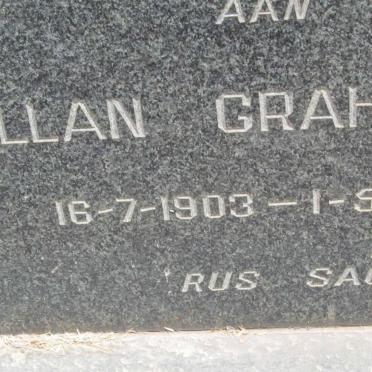 AAN
LLAN GRAH
16-7-1903 — 1-
RUS SA